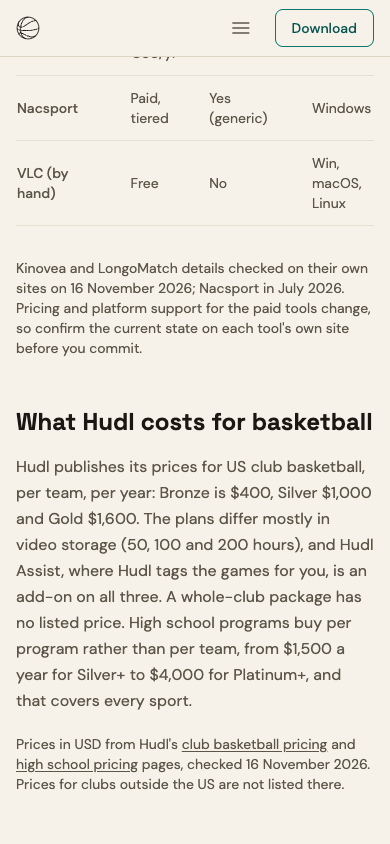 Download
Nacsport
Paid,
tiered
Yes
(generic)
Windows
VLC (by
hand)
Free
No
Win,
macOS,
Linux
Kinovea and LongoMatch details checked on their own
sites on 16 November 2026; Nacsport in July 2026.
Pricing and platform support for the paid tools change,
so confirm the current state on each tool's own site
before you commit.
What Hudl costs for basketball
Hudl publishes its prices for US club basketball,
per team, per year: Bronze is $400, Silver $1,000
and Gold $1,600. The plans differ mostly in
video storage (50, 100 and 200 hours), and Hudl
Assist, where Hudl tags the games for you, is an
add-on on all three. A whole-club package has
no listed price. High school programs buy per
program rather than per team, from $1,500 a
year for Silver+ to $4,000 for Platinum+, and
that covers every sport.
Prices in USD from Hudl's club basketball pricing and
high school pricing pages, checked 16 November 2026.
Prices for clubs outside the US are not listed there.